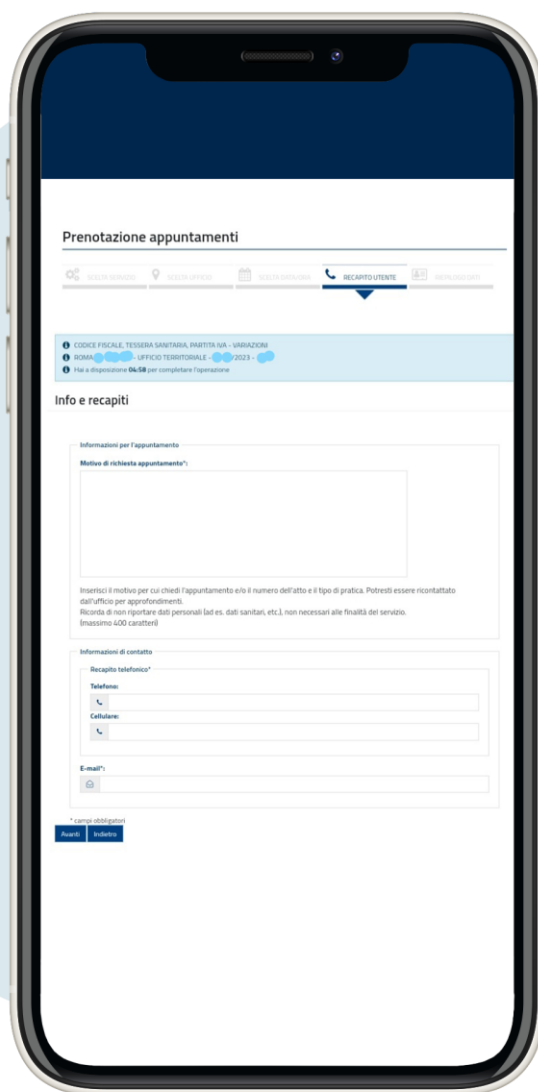 Prenotazione appuntamenti
SCELTA SERVIZIO SCELTA UFFICIO SCELTA DATA/ORA RECAPITO UTENTE RIEPILOGO DATI
CODICE FISCALE, TESSERA SANITARIA, PARTITA IVA - VARIAZIONI
ROMA - UFFICIO TERRITORIALE - /2023 -
Hai a disposizione 04:58 per completare l'operazione
Info e recapiti
Informazioni per l'appuntamento
Motivo di richiesta appuntamento*:
Inserisci il motivo per cui chiedi l'appuntamento e/o il numero dell'atto e il tipo di pratica. Potresti essere ricontattato
dall'ufficio per approfondimenti.
Ricorda di non riportare dati personali (ad es. dati sanitari, etc.), non necessari alle finalità del servizio.
(massimo 400 caratteri)
Informazioni di contatto
Recapito telefonico*
Telefono:
Cellulare:
E-mail*:
* campi obbligatori
Avanti Indietro